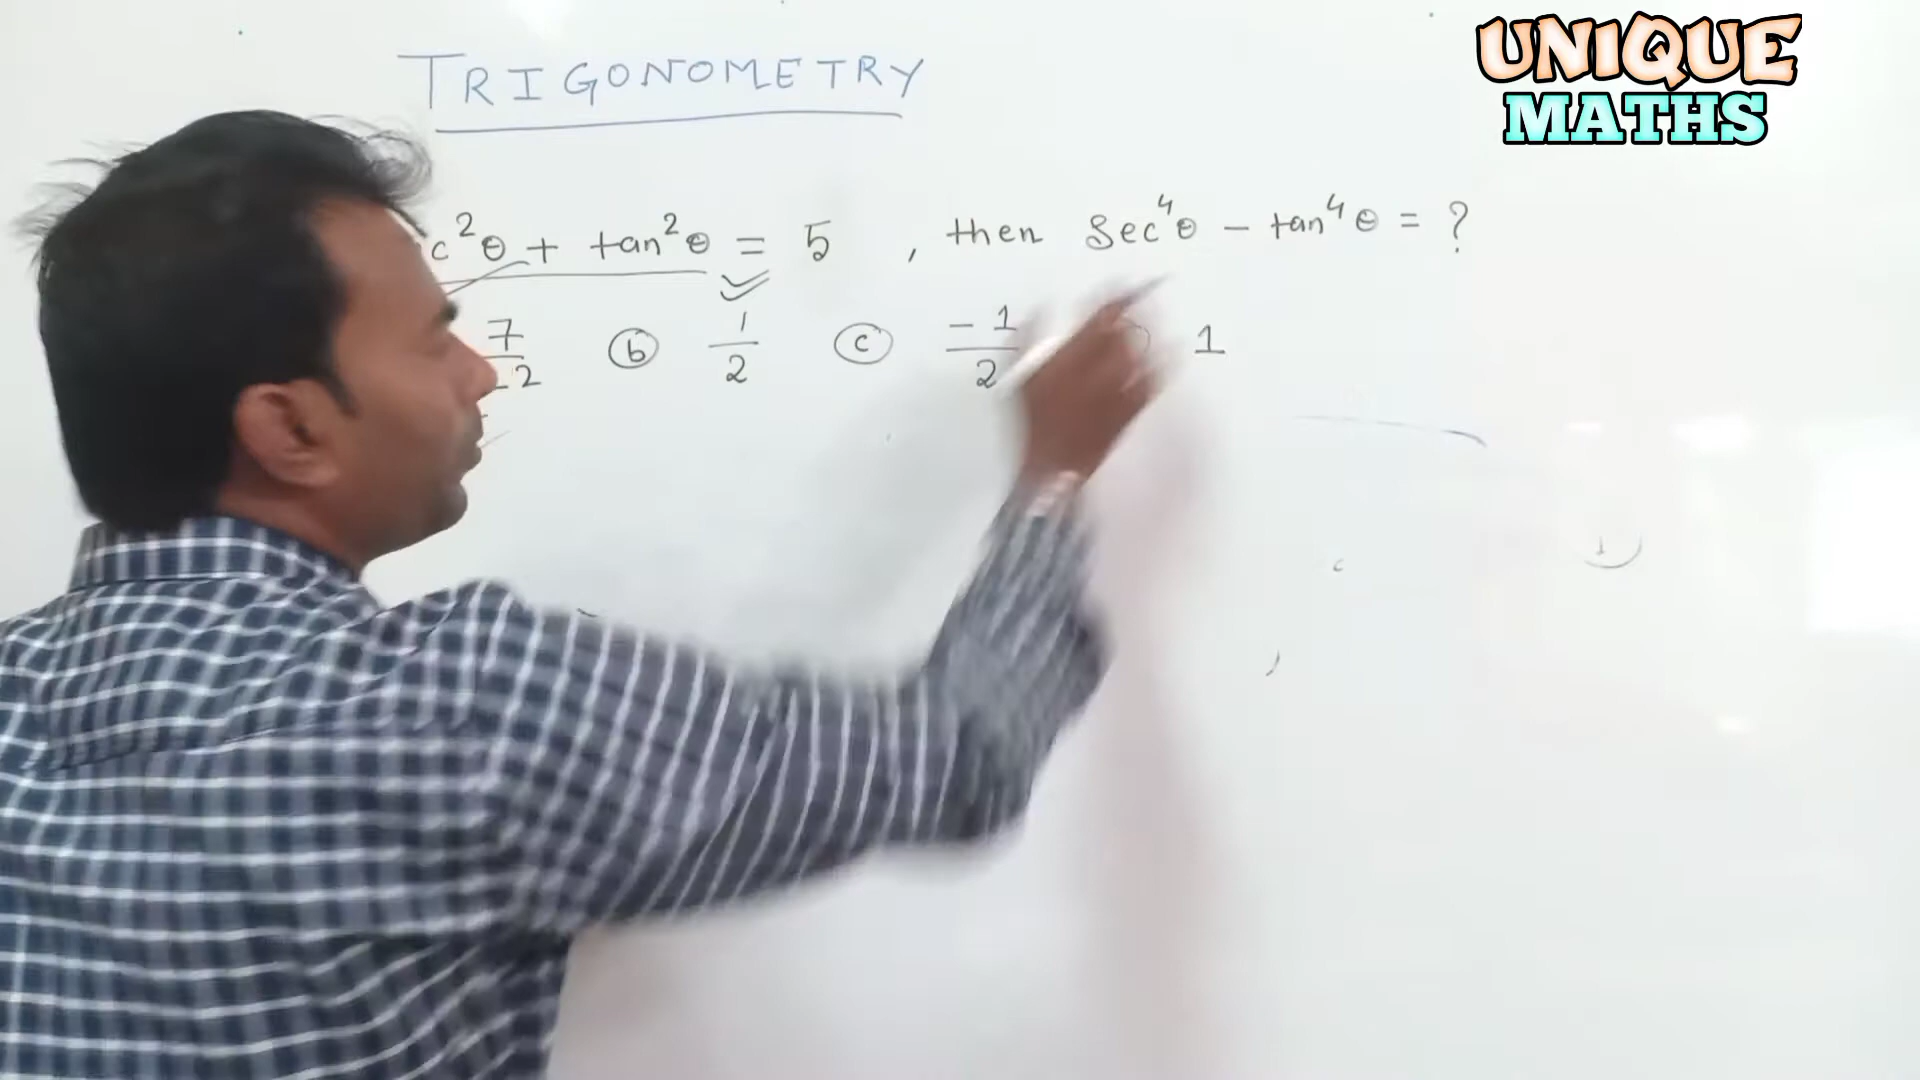 UNIQUE
MATHS
TRIGONOMETRY
c²θ + tan²θ = 5 , then Sec⁴θ - tan⁴θ = ?
7/2 (b) 1/2 (c) -1/2 1